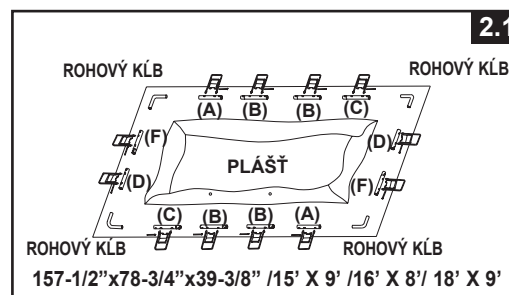 2.1
ROHOVÝ KĹB ROHOVÝ KĹB
(A) (B) (B) (C)
(F) (D)
PLÁŠŤ
(D) (F)
(C) (B) (B) (A)
ROHOVÝ KĹB ROHOVÝ KĹB
157-1/2”x78-3/4”x39-3/8” /15’ X 9’ /16’ X 8’/ 18’ X 9’